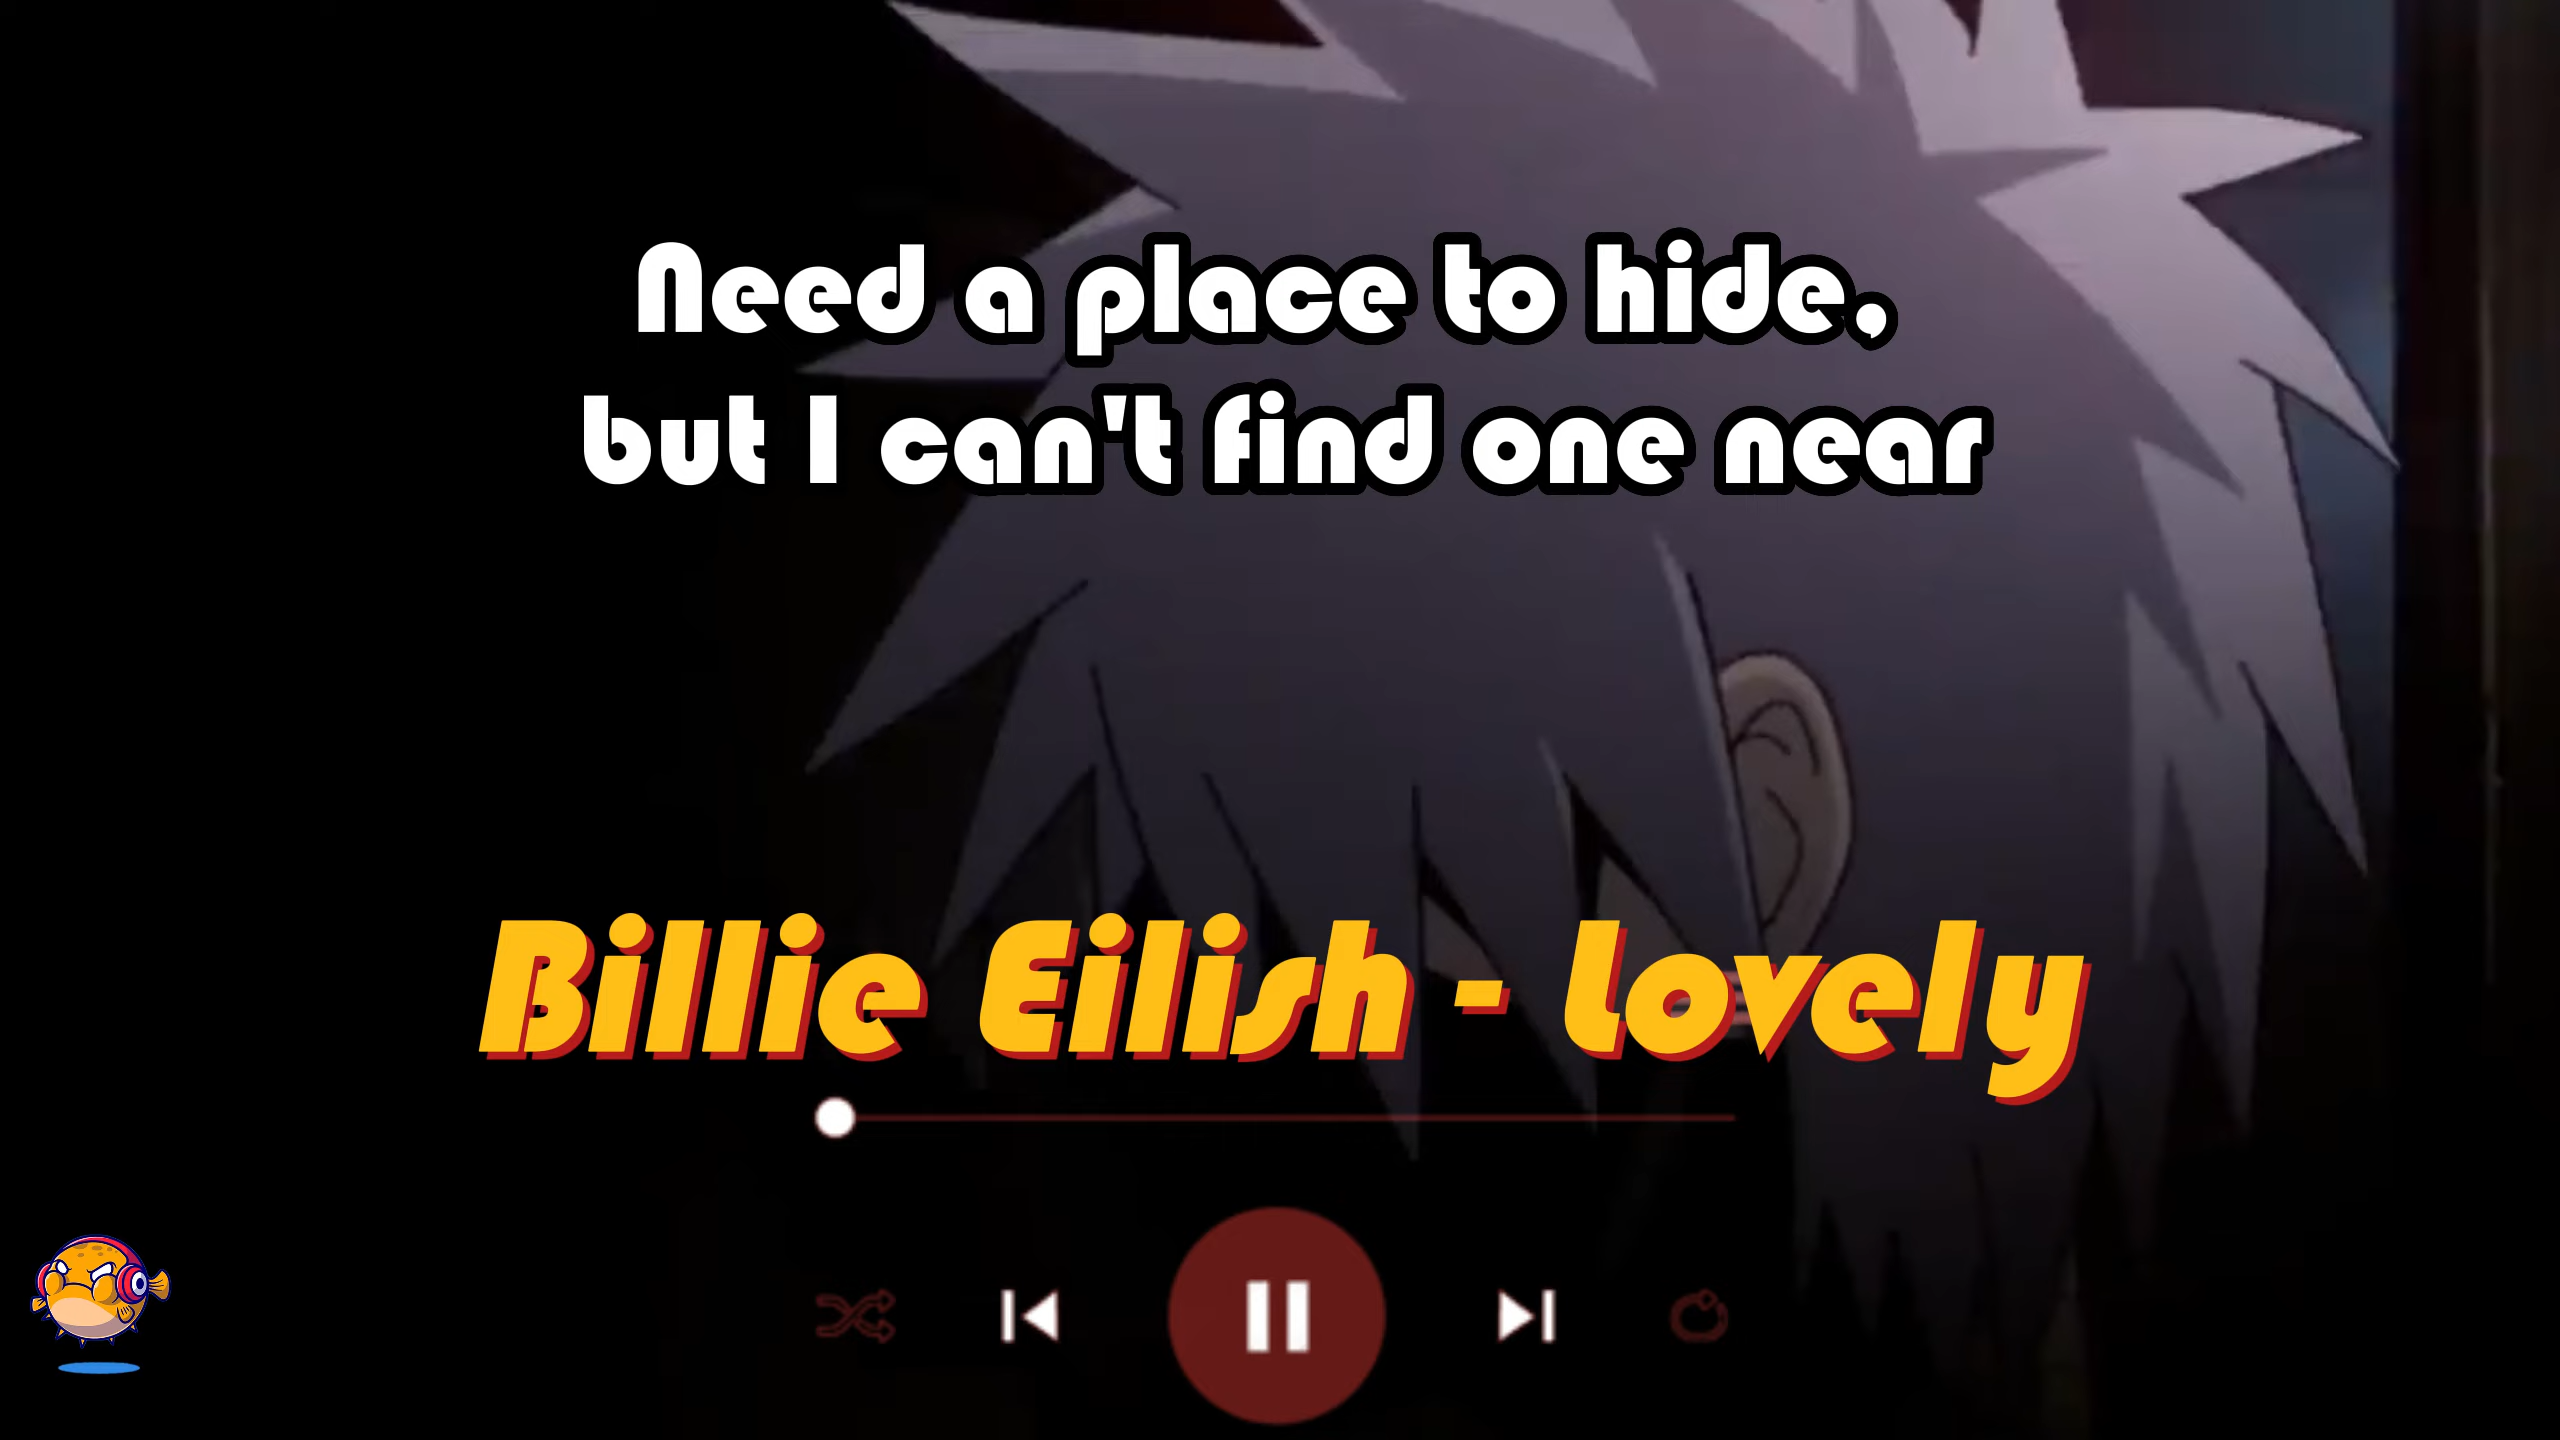 Need a place to hide,
but I can't find one near
Billie Eilish - Lovely